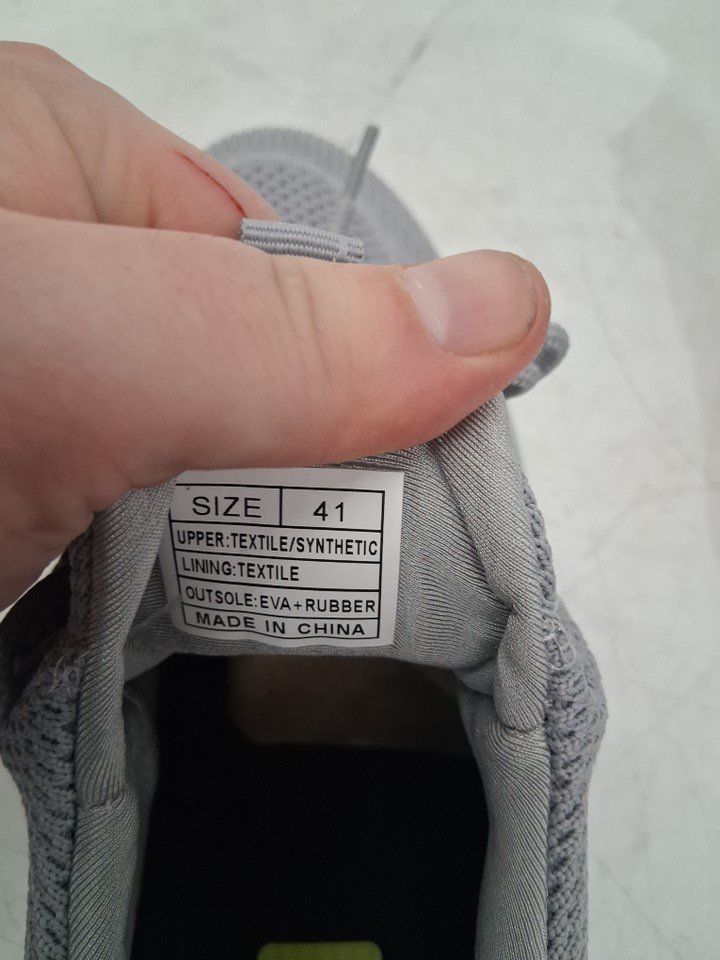 SIZE 41
UPPER:TEXTILE/SYNTHETIC
LINING:TEXTILE
OUTSOLE:EVA+RUBBER
MADE IN CHINA